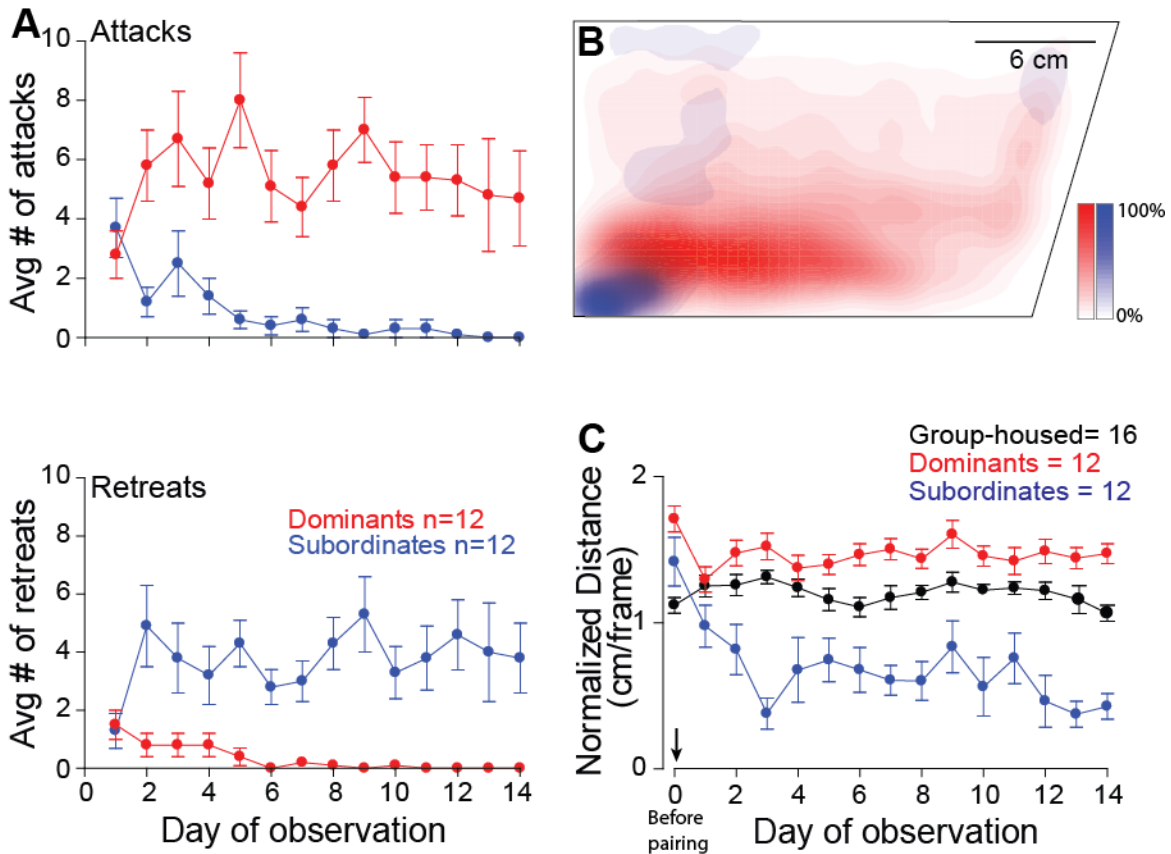 A
Attacks
Avg # of attacks
10
8
6
4
2
0
B
6 cm
100%
0%
Retreats
Avg # of retreats
10
8
6
4
2
0
Dominants n=12
Subordinates n=12
0 2 4 6 8 10 12 14
Day of observation
C
Group-housed= 16
Dominants = 12
Subordinates = 12
Normalized Distance
(cm/frame)
2
1
0
0 2 4 6 8 10 12 14
Before
pairing
Day of observation